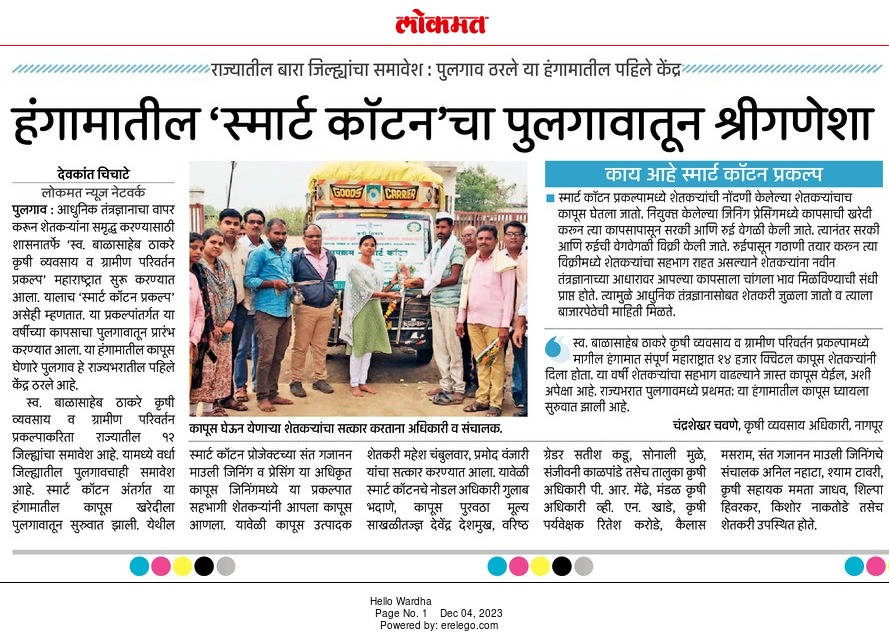 लोकमत
राज्यातील बारा जिल्ह्यांचा समावेश : पुलगाव ठरले या हंगामातील पहिले केंद्र
हंगामातील ‘स्मार्ट कॉटन’चा पुलगावातून श्रीगणेशा
देवकांत चिचाटे
लोकमत न्यूज नेटवर्क
पुलगाव : आधुनिक तंत्रज्ञानाचा वापर
करून शेतकऱ्यांना समृद्ध करण्यासाठी
शासनातर्फे ‘स्व. बाळासाहेब ठाकरे
कृषी व्यवसाय व ग्रामीण परिवर्तन
प्रकल्प’ महाराष्ट्रात सुरू करण्यात
आला. यालाच ‘स्मार्ट कॉटन प्रकल्प’
असेही म्हणतात. या प्रकल्पांतर्गत या
वर्षीच्या कापसाचा पुलगावातून प्रारंभ
करण्यात आला. या हंगामातील कापूस
घेणारे पुलगाव हे राज्यभरातील पहिले
केंद्र ठरले आहे.
स्व. बाळासाहेब ठाकरे कृषी
व्यवसाय व ग्रामीण परिवर्तन
प्रकल्पाकरिता राज्यातील १२
जिल्ह्यांचा समावेश आहे. यामध्ये वर्धा
जिल्ह्यातील पुलगावचाही समावेश
आहे. स्मार्ट कॉटन अंतर्गत या
हंगामातील कापूस खरेदीला
पुलगावातून सुरुवात झाली. येथील
GOODS CARRIER
कापूस घेऊन येणाऱ्या शेतकऱ्यांचा सत्कार करताना अधिकारी व संचालक.
स्मार्ट कॉटन प्रोजेक्टच्या संत गजानन
माउली जिनिंग व प्रेसिंग या अधिकृत
कापूस जिनिंगमध्ये या प्रकल्पात
सहभागी शेतकऱ्यांनी आपला कापूस
आणला. यावेळी कापूस उत्पादक
शेतकरी महेश चंबुलवार, प्रमोद वंजारी
यांचा सत्कार करण्यात आला. यावेळी
स्मार्ट कॉटनचे नोडल अधिकारी गुलाब
भदाणे, कापूस पुरवठा मूल्य
साखळीतज्ज्ञ देवेंद्र देशमुख, वरिष्ठ
काय आहे स्मार्ट कॉटन प्रकल्प
स्मार्ट कॉटन प्रकल्पामध्ये शेतकऱ्यांची नोंदणी केलेल्या शेतकऱ्यांचाच
कापूस घेतला जातो. नियुक्त केलेल्या जिनिंग प्रेसिंगमध्ये कापसाची खरेदी
करून त्या कापसापासून सरकी आणि रुई वेगळी केली जाते. त्यानंतर सरकी
आणि रुईची वेगवेगळी विक्री केली जाते. रुईपासून गठाणी तयार करून त्या
विक्रीमध्ये शेतकऱ्यांचा सहभाग राहत असल्याने शेतकऱ्यांना नवीन
तंत्रज्ञानाच्या आधारावर आपल्या कापसाला चांगला भाव मिळविण्याची संधी
प्राप्त होते. त्यामुळे आधुनिक तंत्रज्ञानासोबत शेतकरी जुळला जातो व त्याला
बाजारपेठेची माहिती मिळते.
स्व. बाळासाहेब ठाकरे कृषी व्यवसाय व ग्रामीण परिवर्तन प्रकल्पामध्ये
मागील हंगामात संपूर्ण महाराष्ट्रात १४ हजार क्विंटल कापूस शेतकऱ्यांनी
दिला होता. या वर्षी शेतकऱ्यांचा सहभाग वाढल्याने जास्त कापूस येईल, अशी
अपेक्षा आहे. राज्यभरात पुलगावमध्ये प्रथमत: या हंगामातील कापूस घ्यायला
सुरुवात झाली आहे.
चंद्रशेखर चवणे, कृषी व्यवसाय अधिकारी, नागपूर
ग्रेडर सतीश कडू, सोनाली मुळे,
संजीवनी काळपांडे तसेच तालुका कृषी
अधिकारी पी. आर. मेंढे, मंडळ कृषी
अधिकारी व्ही. एन. खाडे, कृषी
पर्यवेक्षक रितेश करोडे, कैलास
मसराम, संत गजानन माउली जिनिंगचे
संचालक अनिल नहाटा, श्याम टावरी,
कृषी सहायक ममता जाधव, शिल्पा
हिवरकर, किशोर नाकतोडे तसेच
शेतकरी उपस्थित होते.
Hello Wardha
Page No. 1 Dec 04, 2023
Powered by: erelego.com